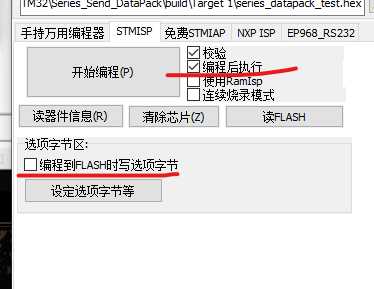 TM32\Series_Send_DataPack\build\Target 1\series_datapack_test.hex
手持万用编程器 STMISP 免费STMIAP NXP ISP EP968_RS232
开始编程(P)
校验
编程后执行
使用RamIsp
连续烧录模式
读器件信息(R) 清除芯片(Z) 读FLASH
选项字节区:
编程到FLASH时写选项字节
设定选项字节等